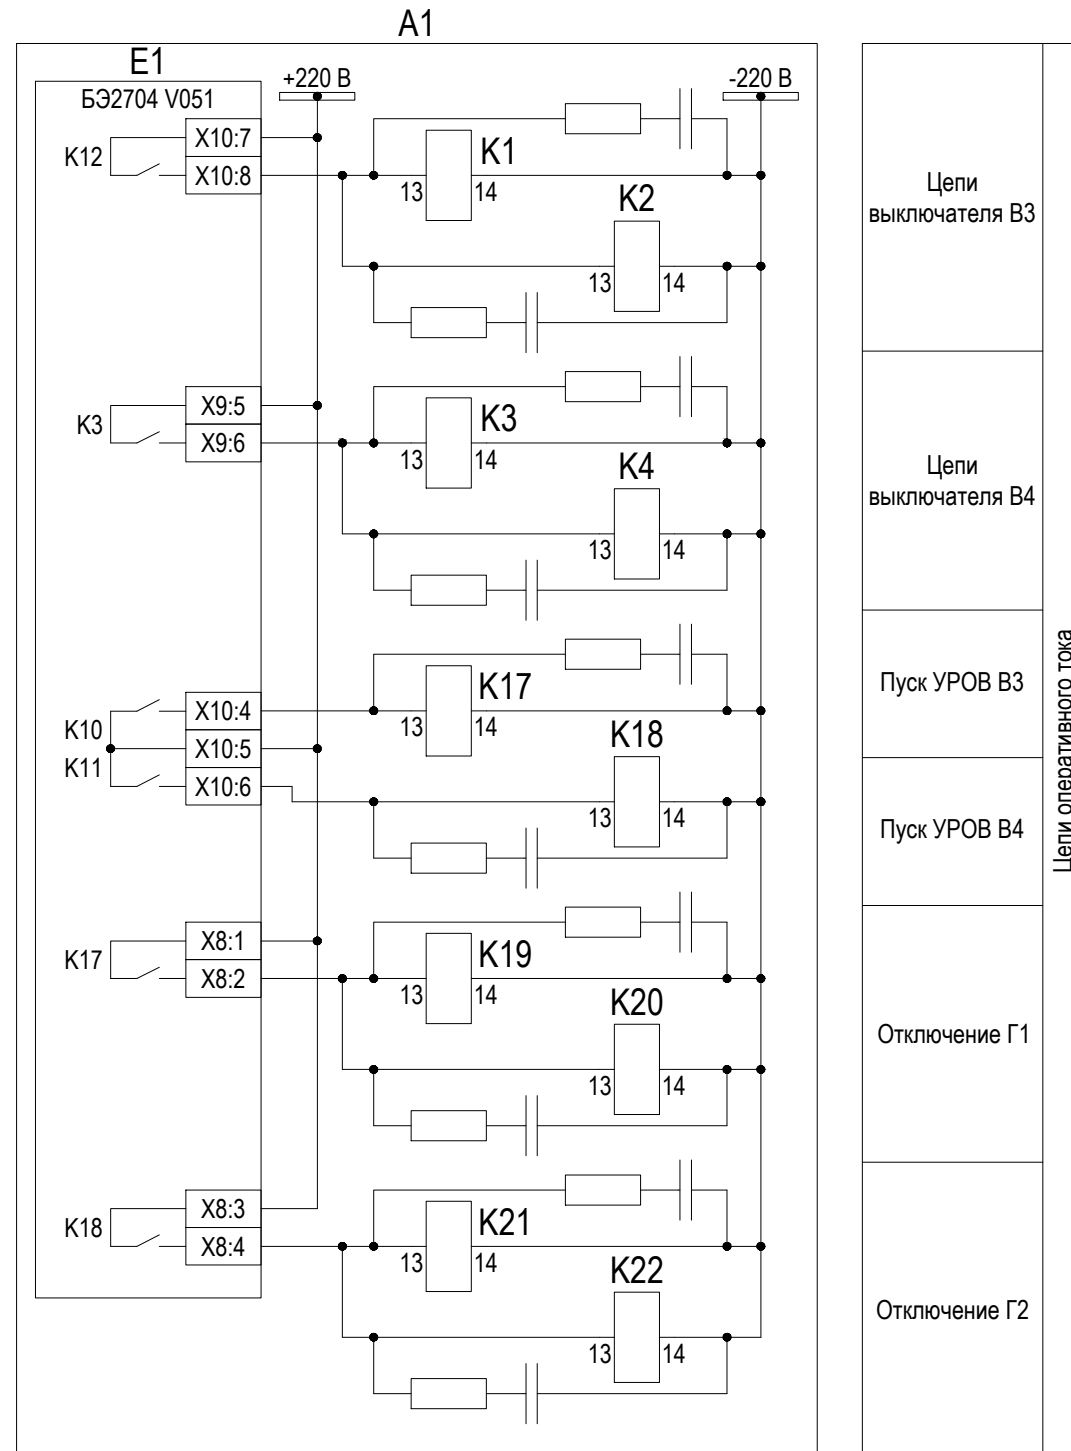 A1
E1
БЭ2704 V051
+220 В
-220 В
K12
X10:7
X10:8
K1
13
14
K2
13
14
Цепи
выключателя В3
K3
X9:5
X9:6
K3
13
14
K4
13
14
Цепи
выключателя В4
K10
K11
X10:4
X10:5
X10:6
K17
13
14
K18
13
14
Пуск УРОВ В3
Пуск УРОВ В4
K17
X8:1
X8:2
K19
13
14
K20
13
14
Отключение Г1
K18
X8:3
X8:4
K21
13
14
K22
13
14
Отключение Г2
Цепи оперативного тока